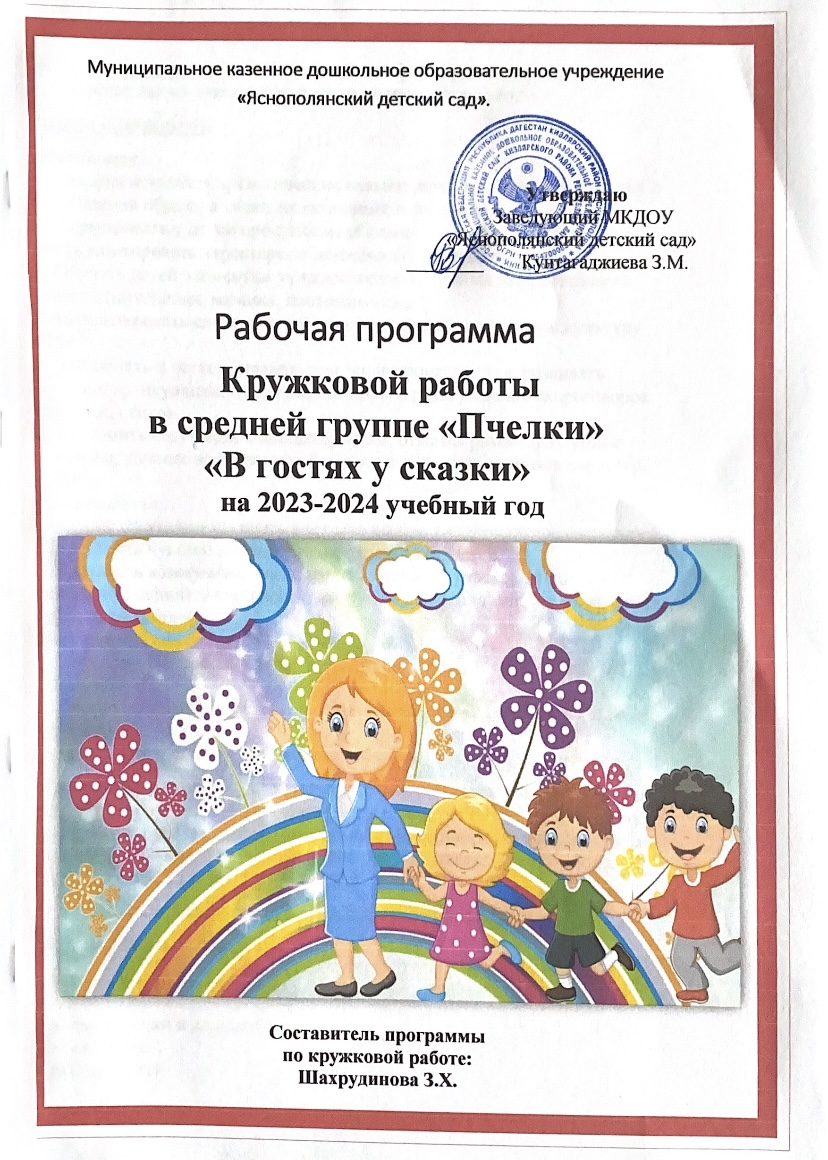 Муниципальное казенное дошкольное образовательное учреждение
«Яснополянский детский сад».
Утверждаю
Заведующий МКДОУ
«Яснополянский детский сад»
Кунтагаджиева З.М.
Рабочая программа
Кружковой работы
в средней группе «Пчелки»
«В гостях у сказки»
на 2023-2024 учебный год
Составитель программы
по кружковой работе:
Шахрудинова З.Х.